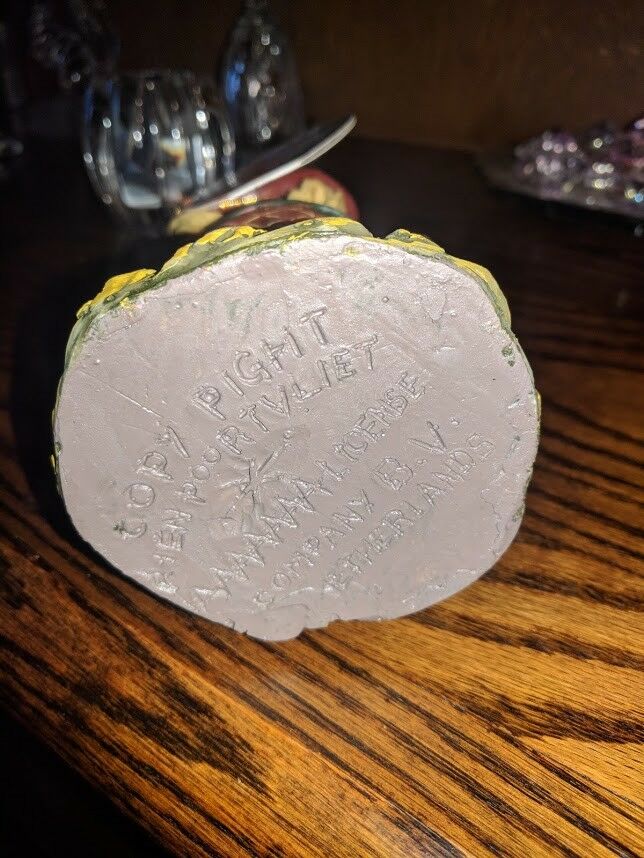 COPY RIGHT
RIEN POORTVLIET
LICENSE
COMPANY B.V.
NETHERLANDS